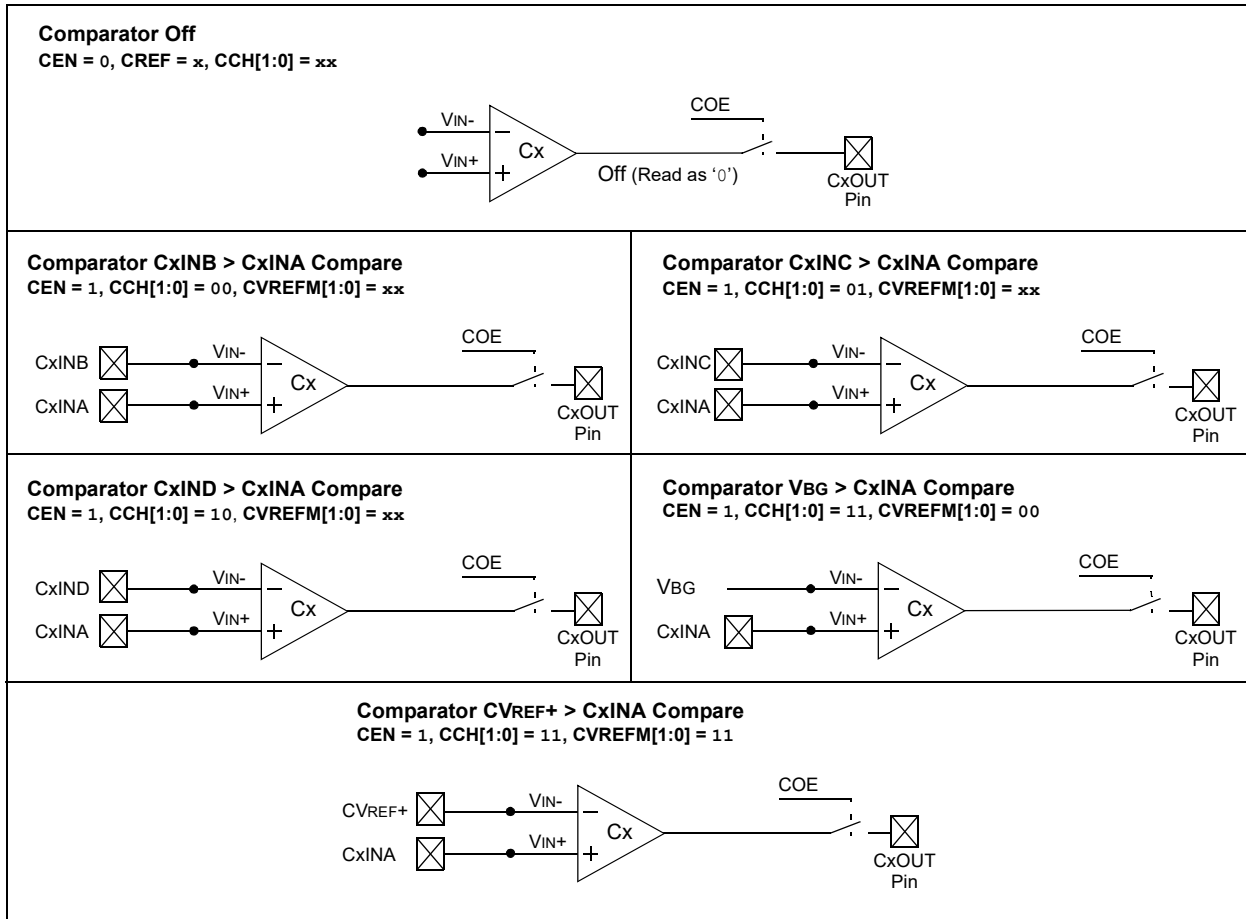 Comparator Off
CEN = 0, CREF = x, CCH[1:0] = xx
COE
VIN-
VIN+
Cx
Off (Read as ‘0’)
CxOUT
Pin
Comparator CxINB > CxINA Compare
CEN = 1, CCH[1:0] = 00, CVREFM[1:0] = xx
COE
CxINB
VIN-
Cx
CxINA
VIN+
CxOUT
Pin
Comparator CxINC > CxINA Compare
CEN = 1, CCH[1:0] = 01, CVREFM[1:0] = xx
COE
CxINC
VIN-
Cx
CxINA
VIN+
CxOUT
Pin
Comparator CxIND > CxINA Compare
CEN = 1, CCH[1:0] = 10, CVREFM[1:0] = xx
COE
CxIND
VIN-
Cx
CxINA
VIN+
CxOUT
Pin
Comparator VBG > CxINA Compare
CEN = 1, CCH[1:0] = 11, CVREFM[1:0] = 00
COE
VBG
VIN-
Cx
CxINA
VIN+
CxOUT
Pin
Comparator CVREF+ > CxINA Compare
CEN = 1, CCH[1:0] = 11, CVREFM[1:0] = 11
COE
CVREF+
VIN-
Cx
CxINA
VIN+
CxOUT
Pin